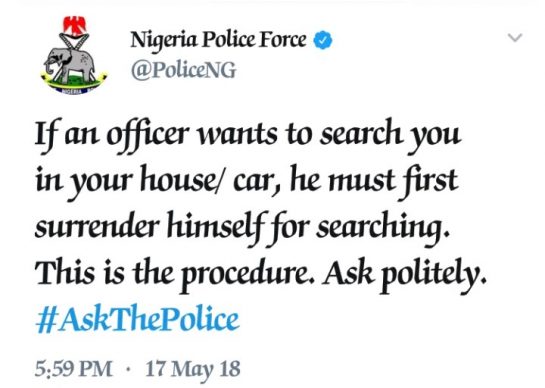 Nigeria Police Force
@PoliceNG
NIGERIA
If an officer wants to search you
in your house/ car, he must first
surrender himself for searching.
This is the procedure. Ask politely.
#AskThePolice
5:59 PM · 17 May 18